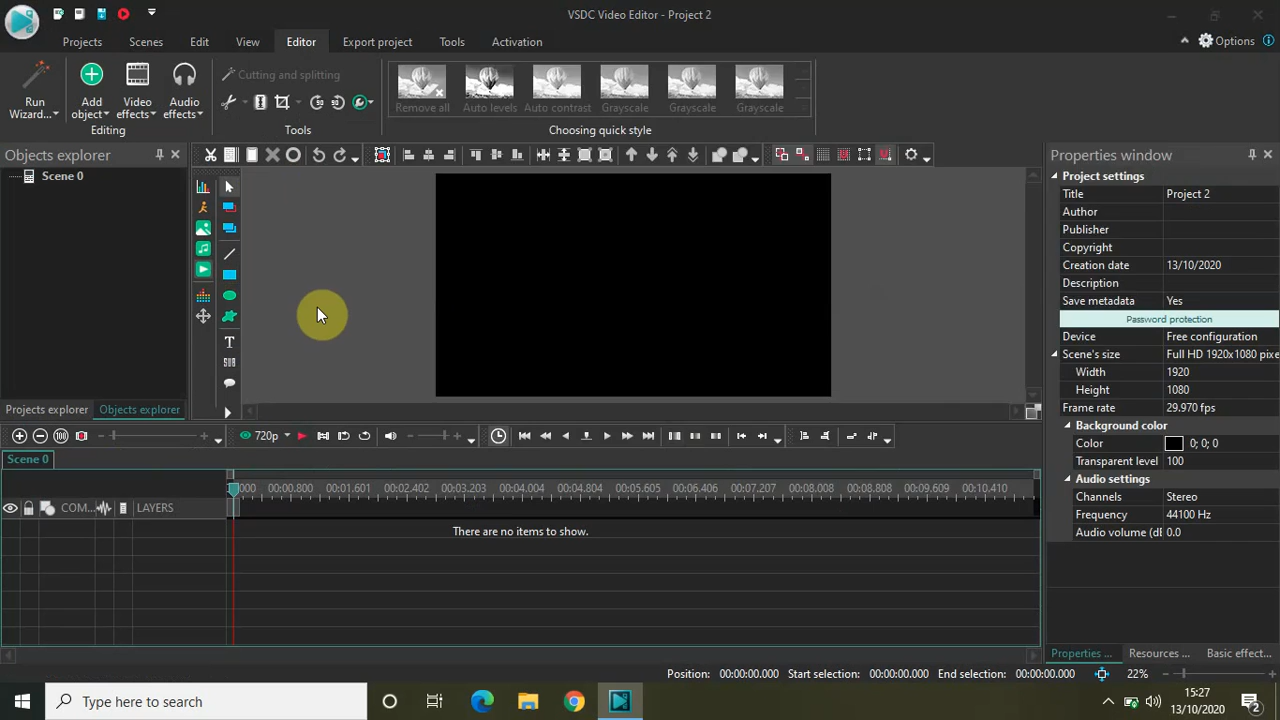 VSDC Video Editor - Project 2
Projects
Scenes
Edit
View
Editor
Export project
Tools
Activation
Options
Run
Wizard...
Add
object
Video
effects
Audio
effects
Editing
Cutting and splitting
Tools
Remove all
Auto levels
Auto contrast
Grayscale
Grayscale
Grayscale
Choosing quick style
Objects explorer
Scene 0
Projects explorer
Objects explorer
T
Properties window
Project settings
Title Project 2
Author
Publisher
Copyright
Creation date 13/10/2020
Description
Save metadata Yes
Password protection
Device Free configuration
Scene's size Full HD 1920x1080 pixe
Width 1920
Height 1080
Frame rate 29.970 fps
Background color
Color 0; 0; 0
Transparent level 100
Audio settings
Channels Stereo
Frequency 44100 Hz
Audio volume (dE 0.0
720p
Scene 0
000 00:00.800 00:01.601 00:02.402 00:03.203 00:04.004 00:04.804 00:05.605 00:06.406 00:07.207 00:08.008 00:08.808 00:09.609 00:10.410
COM... LAYERS
There are no items to show.
Properties ...
Resources ...
Basic effect...
Position: 00:00:00.000 Start selection: 00:00:00.000 End selection: 00:00:00.000 22%
Type here to search
15:27
13/10/2020
2